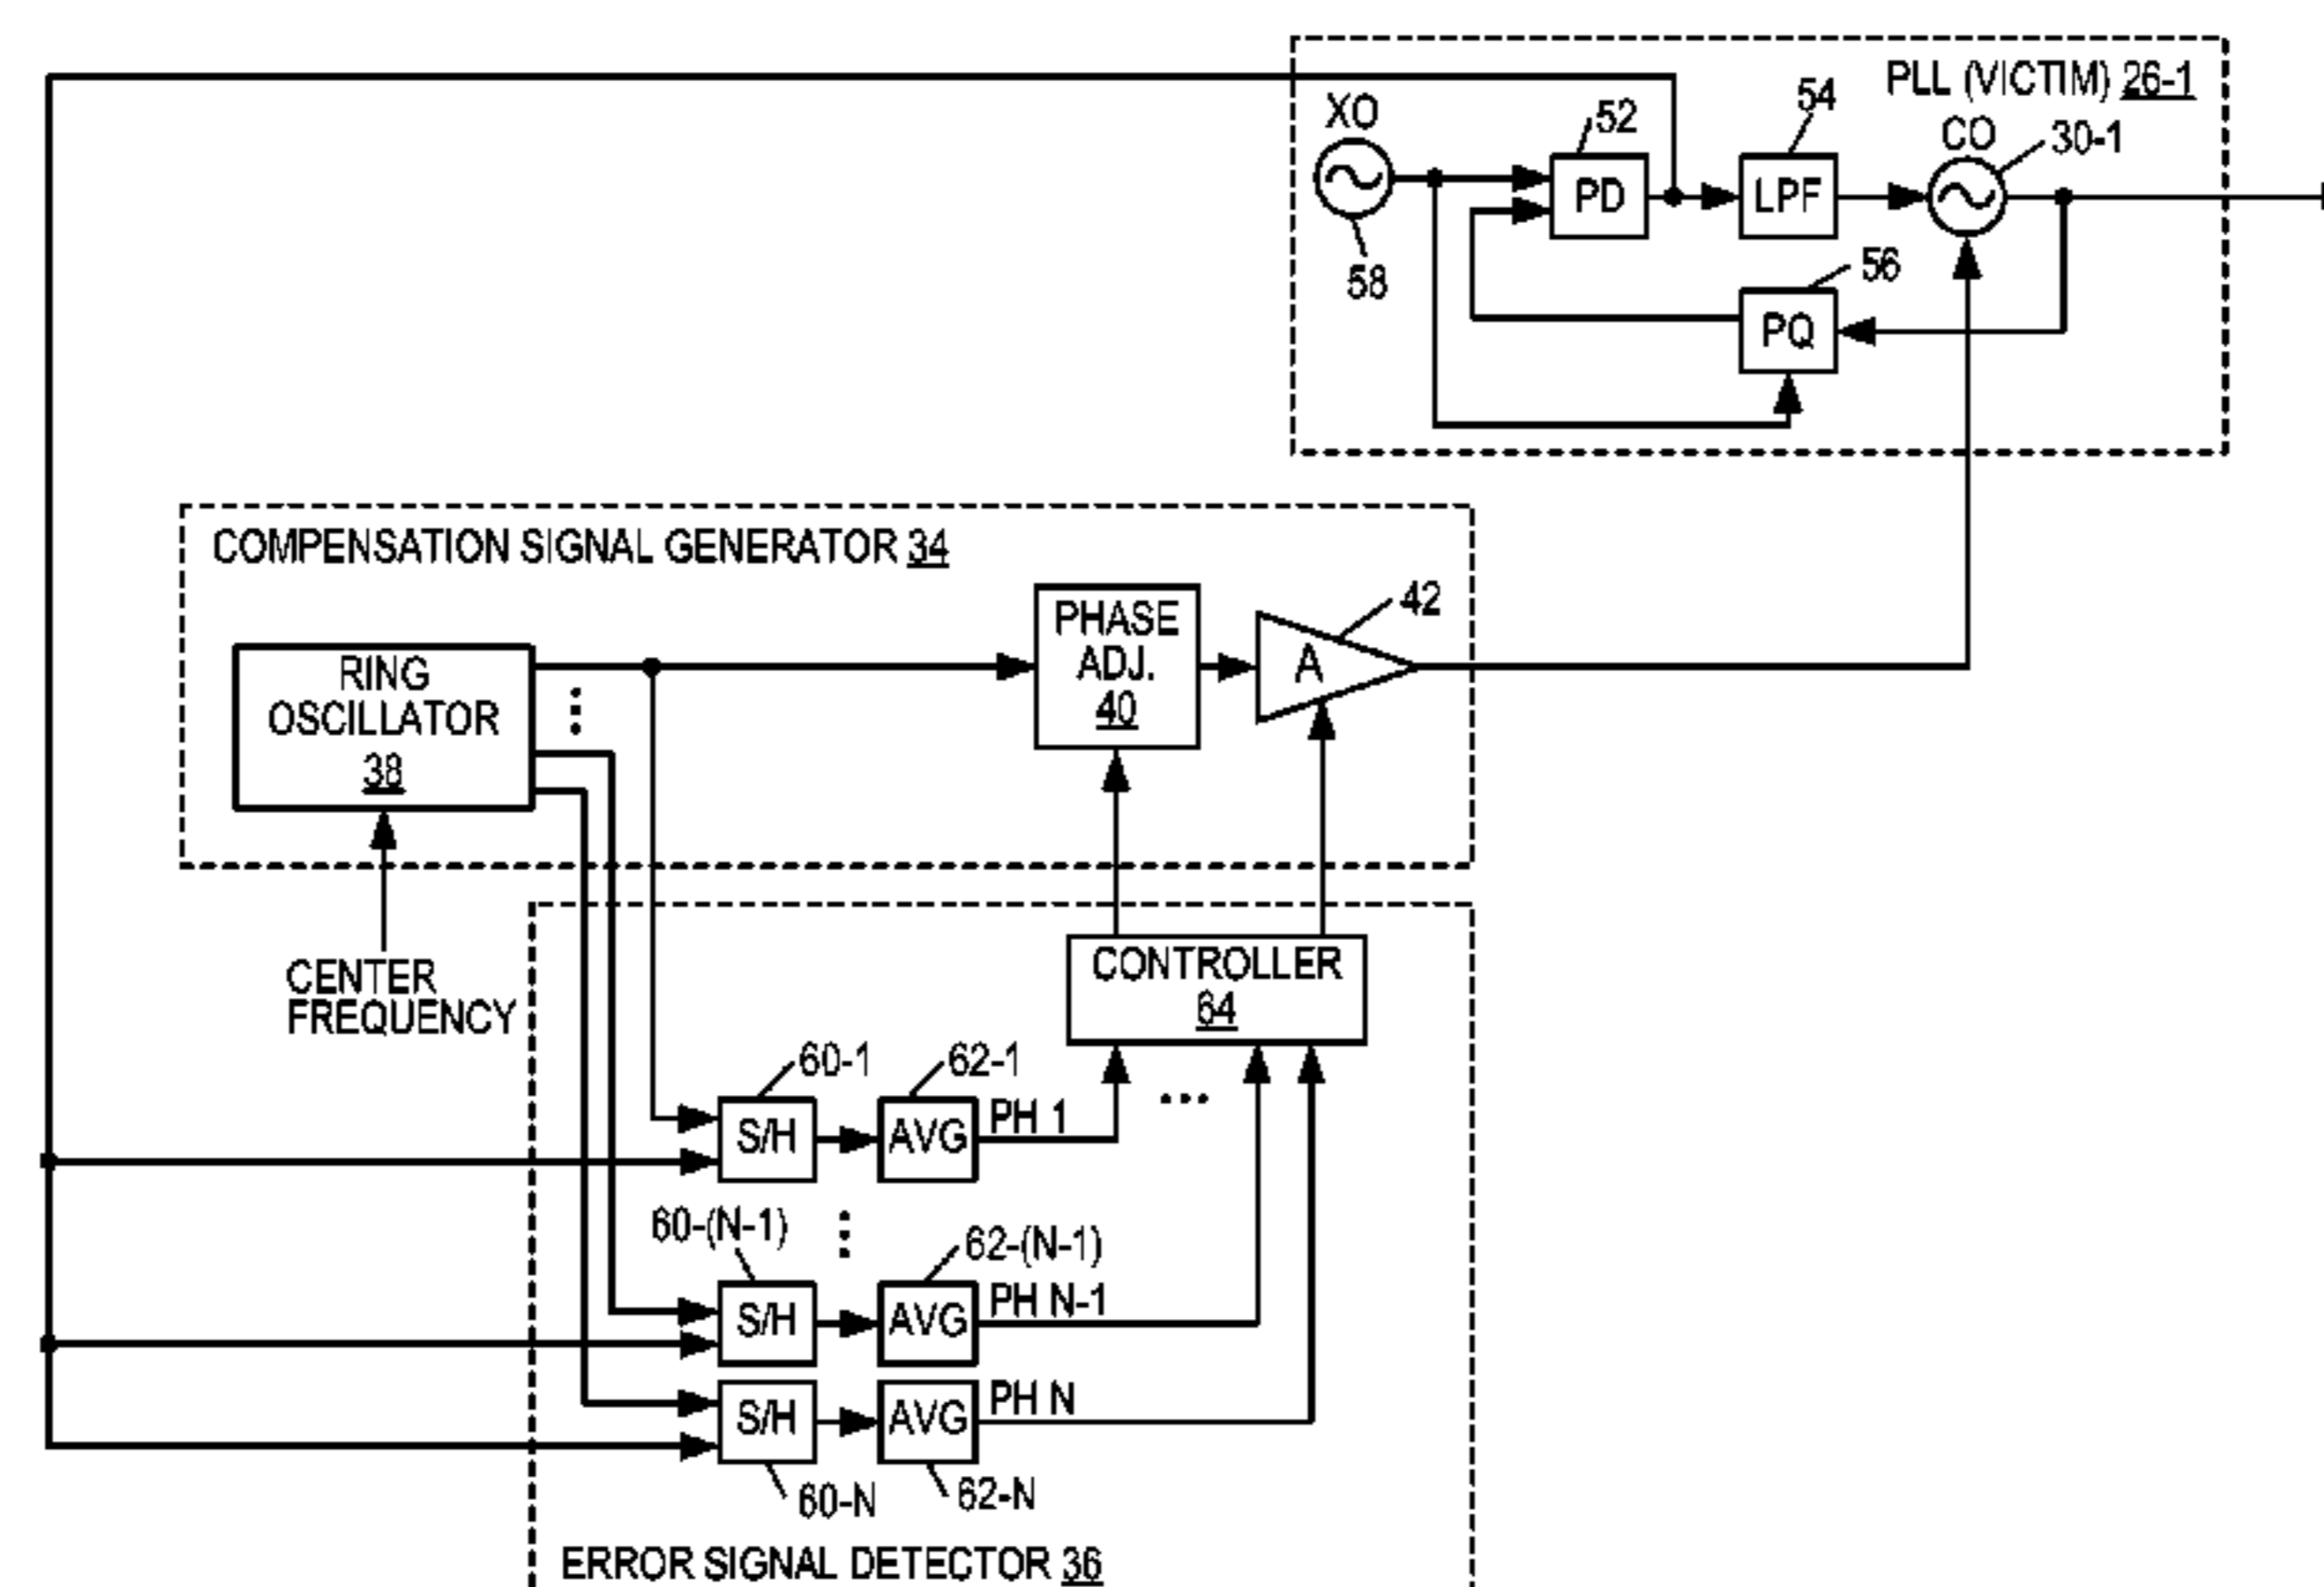 PLL (VICTIM) 26-1
XO
52
54
CO
30-1
PD
LPF
58
56
PQ
COMPENSATION SIGNAL GENERATOR 34
42
PHASE
ADJ.
40
A
RING
OSCILLATOR
38
CENTER
FREQUENCY
CONTROLLER
64
60-1
62-1
S/H
AVG
PH 1
60-(N-1)
62-(N-1)
S/H
AVG
PH N-1
S/H
AVG
PH N
60-N
62-N
ERROR SIGNAL DETECTOR 36